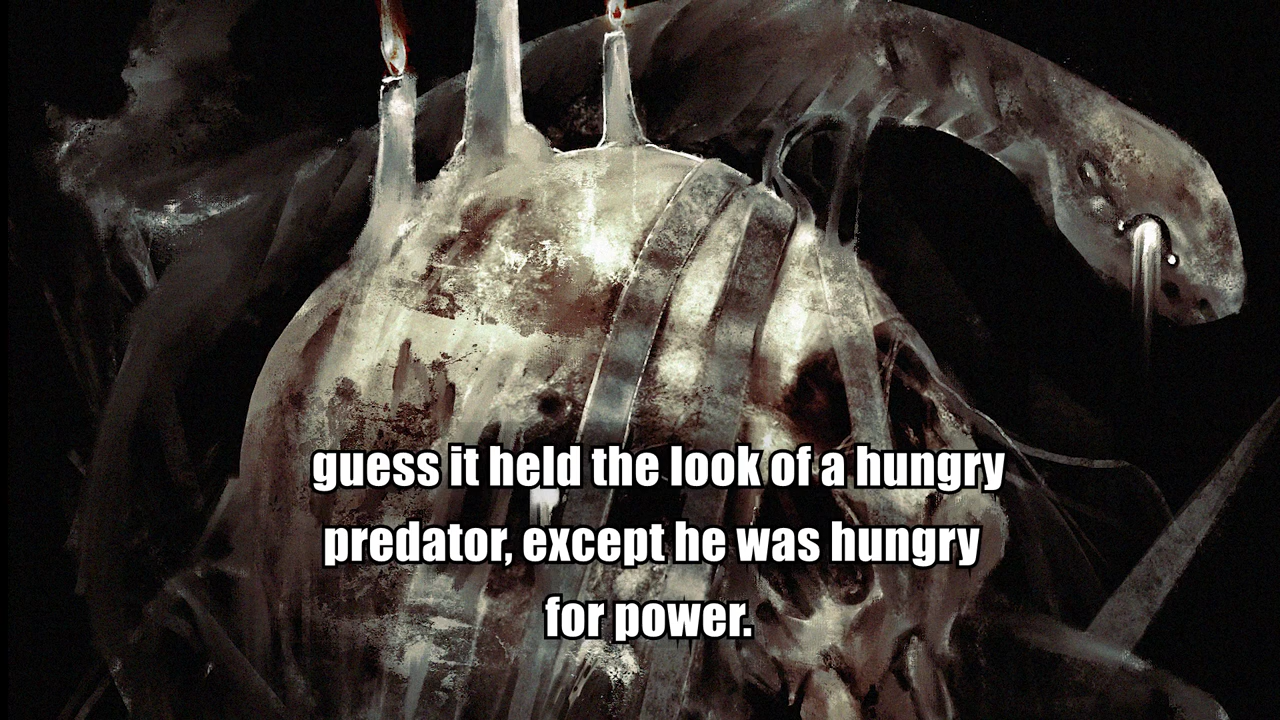 guess it held the look of a hungry
predator, except he was hungry
for power.